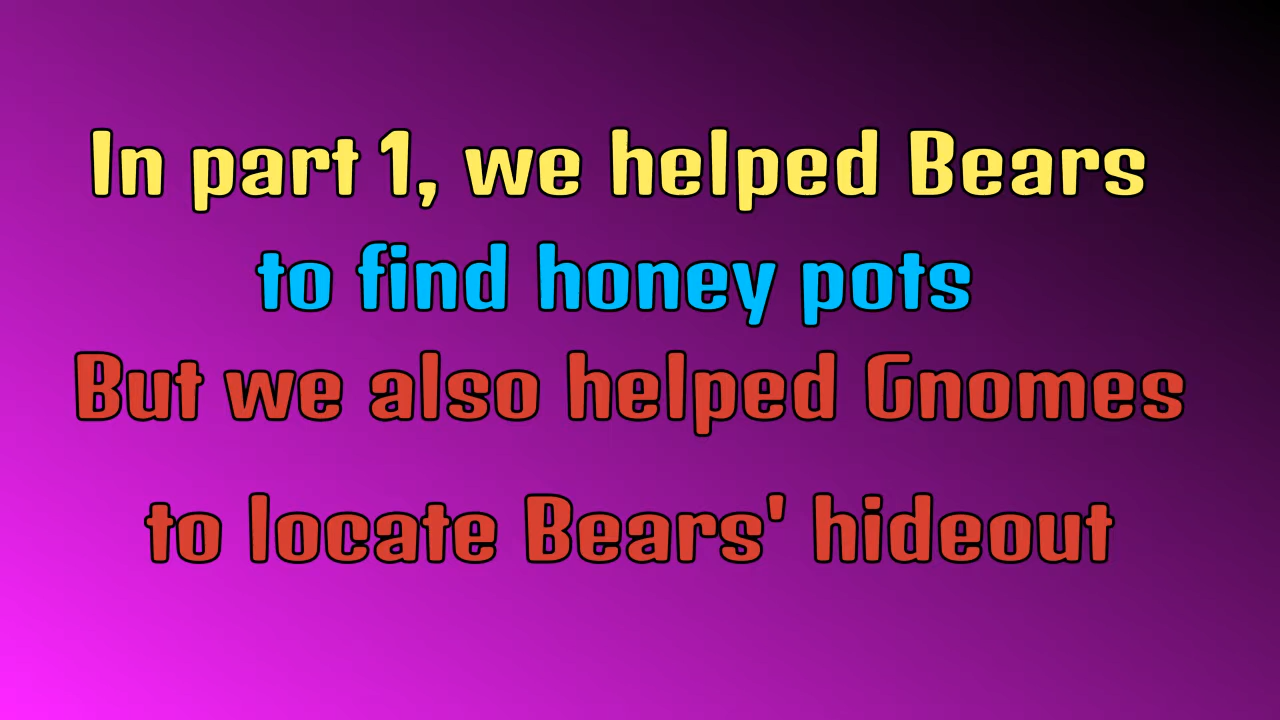 In part 1, we helped Bears
to find honey pots
But we also helped Gnomes
to locate Bears' hideout